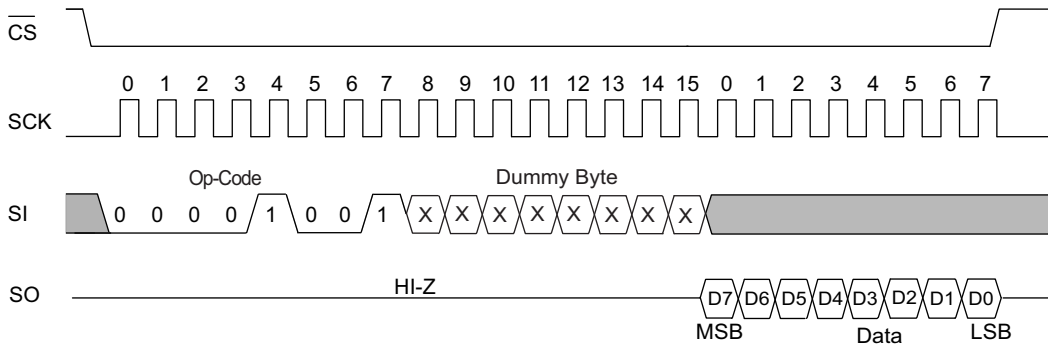 CS
0 1 2 3 4 5 6 7 8 9 10 11 12 13 14 15 0 1 2 3 4 5 6 7
SCK
Op-Code Dummy Byte
SI 0 0 0 0 1 0 0 1 X X X X X X X X
HI-Z
SO D7 D6 D5 D4 D3 D2 D1 D0
MSB Data LSB